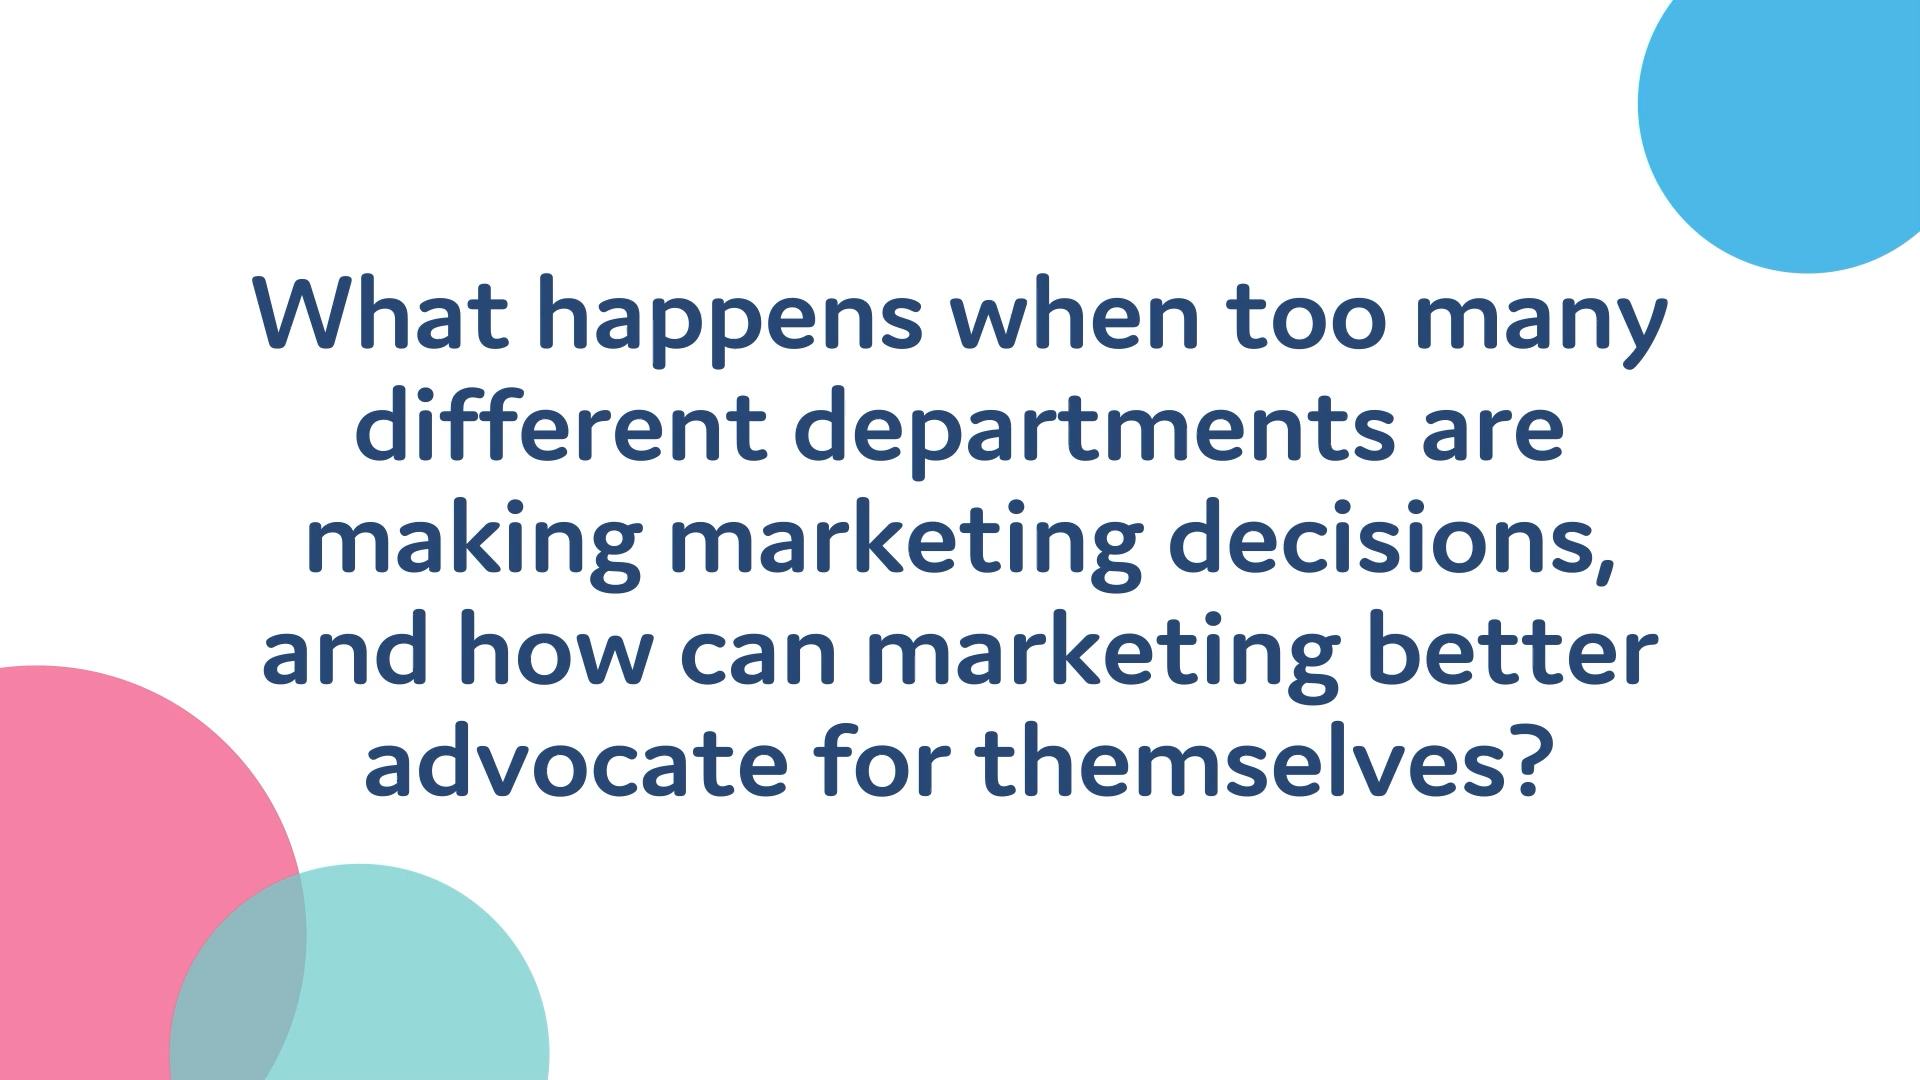 What happens when too many
different departments are
making marketing decisions,
and how can marketing better
advocate for themselves?